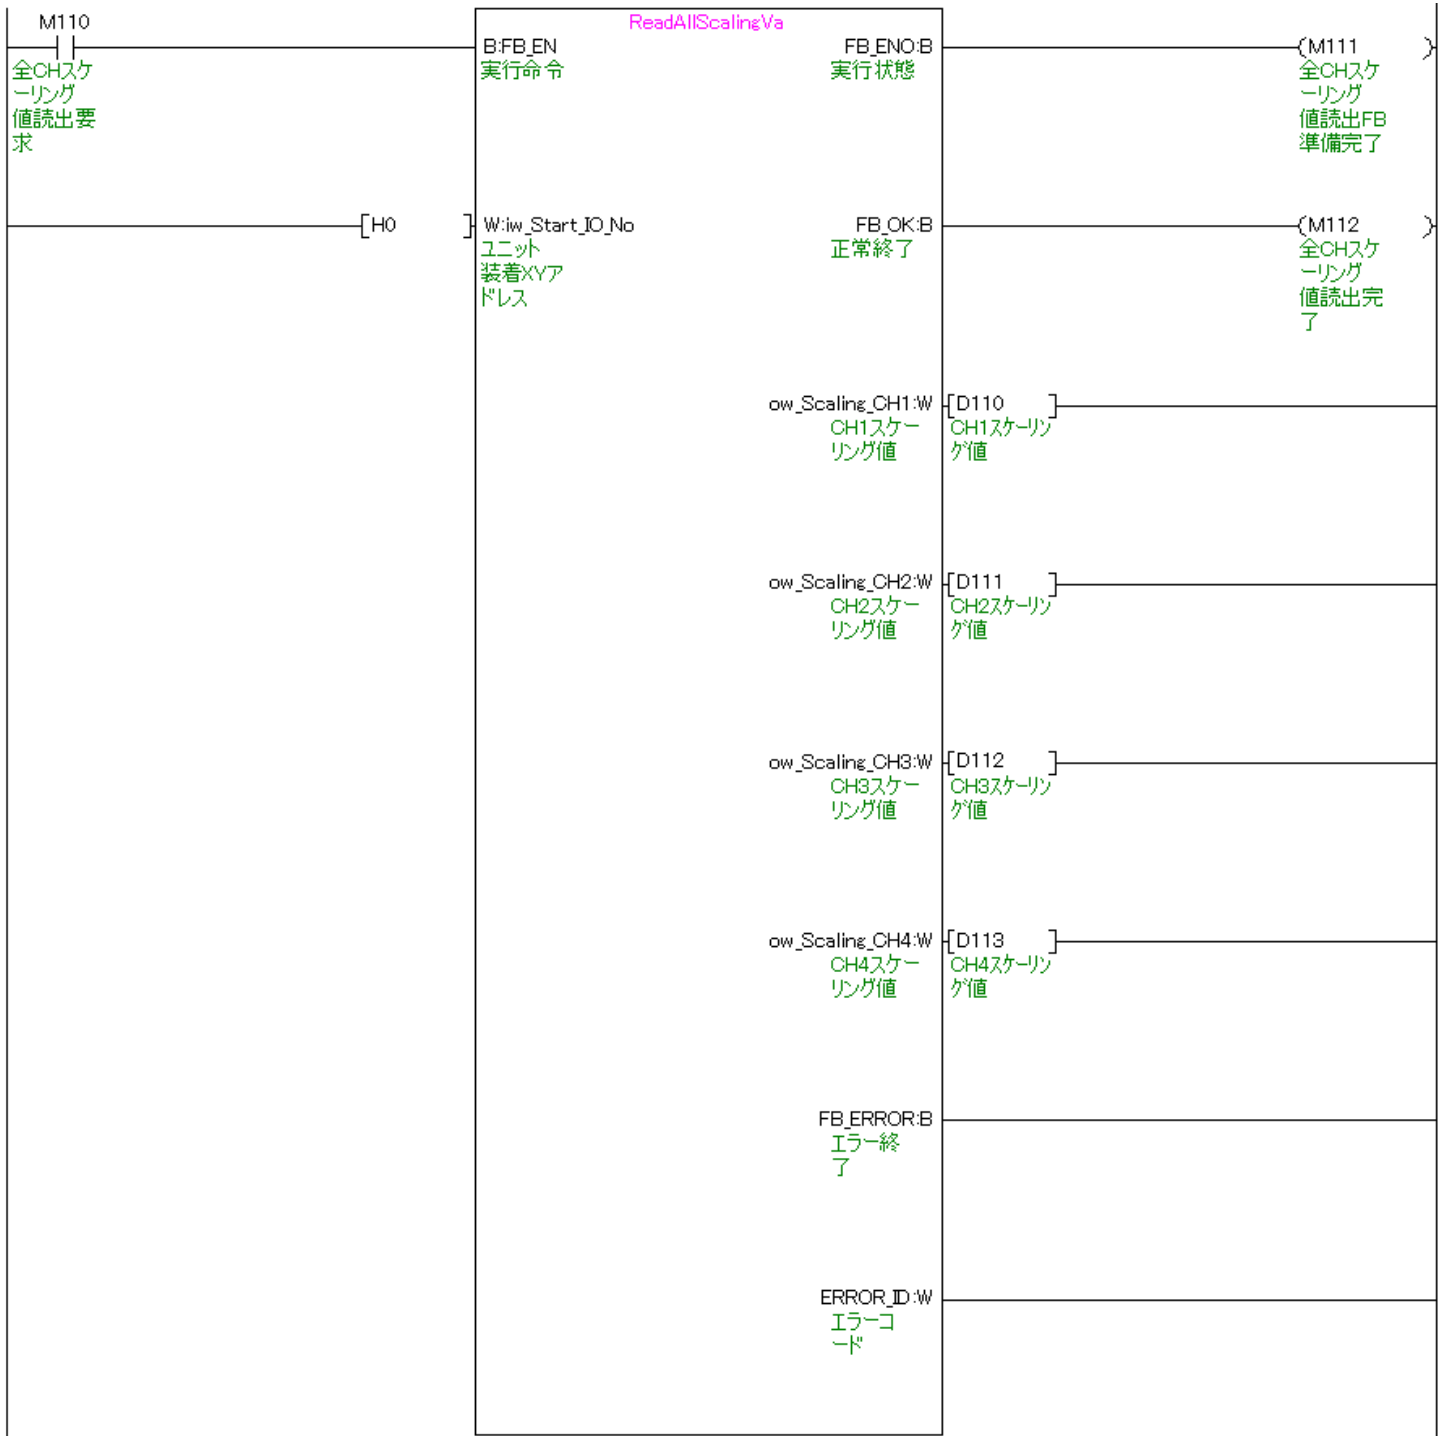 M110
ReadAllScalingVa
B:FB_EN
FB_ENO:B
(M111 )
全CHスケ
ーリング
値読出要
求
実行命令
実行状態
全CHスケ
ーリング
値読出FB
準備完了
[H0 ]
W:iw_Start_IO_No
FB_OK:B
(M112 )
ユニット
装着XYア
ドレス
正常終了
全CHスケ
ーリング
値読出完
了
ow_Scaling_CH1:W
[D110 ]
CH1スケー
リング値
CH1スケーリン
グ値
ow_Scaling_CH2:W
[D111 ]
CH2スケー
リング値
CH2スケーリン
グ値
ow_Scaling_CH3:W
[D112 ]
CH3スケー
リング値
CH3スケーリン
グ値
ow_Scaling_CH4:W
[D113 ]
CH4スケー
リング値
CH4スケーリン
グ値
FB_ERROR:B
エラー終
了
ERROR_ID:W
エラーコ
ード